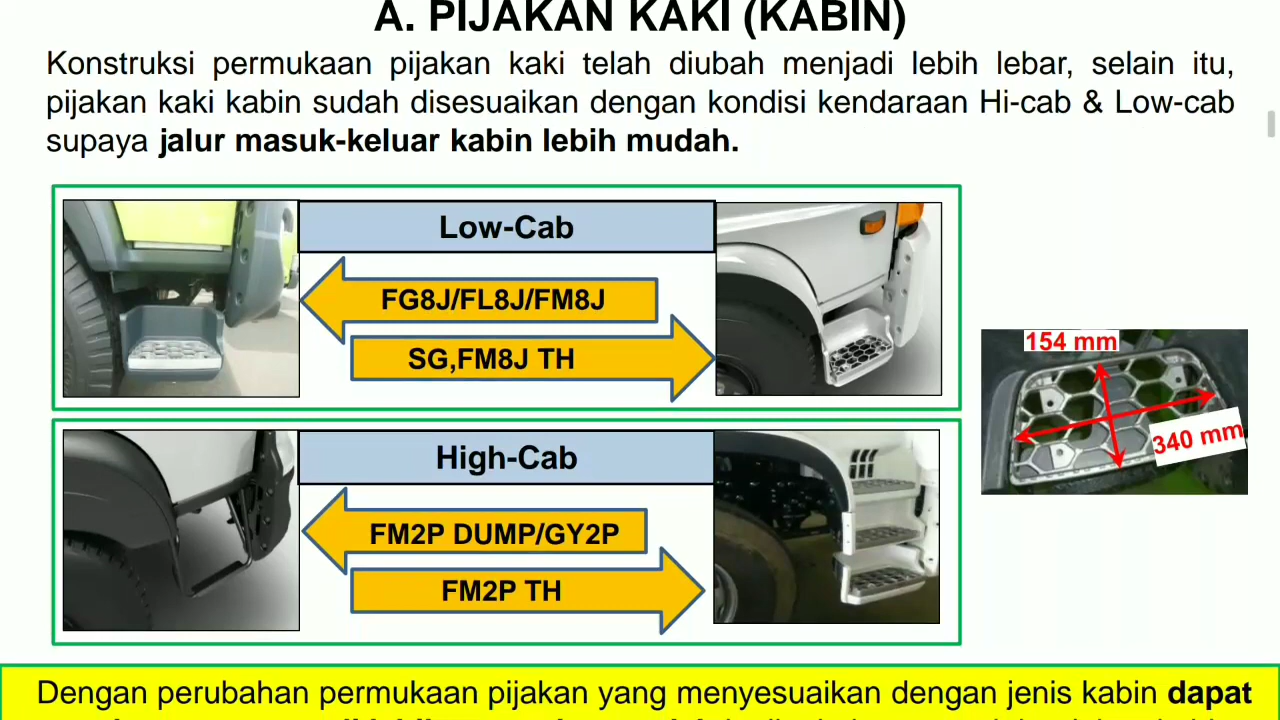 A. PIJAKAN KAKI (KABIN)
Konstruksi permukaan pijakan kaki telah diubah menjadi lebih lebar, selain itu,
pijakan kaki kabin sudah disesuaikan dengan kondisi kendaraan Hi-cab & Low-cab
supaya jalur masuk-keluar kabin lebih mudah.
Low-Cab
FG8J/FL8J/FM8J
SG,FM8J TH
154 mm
340 mm
High-Cab
FM2P DUMP/GY2P
FM2P TH
Dengan perubahan permukaan pijakan yang menyesuaikan dengan jenis kabin dapat